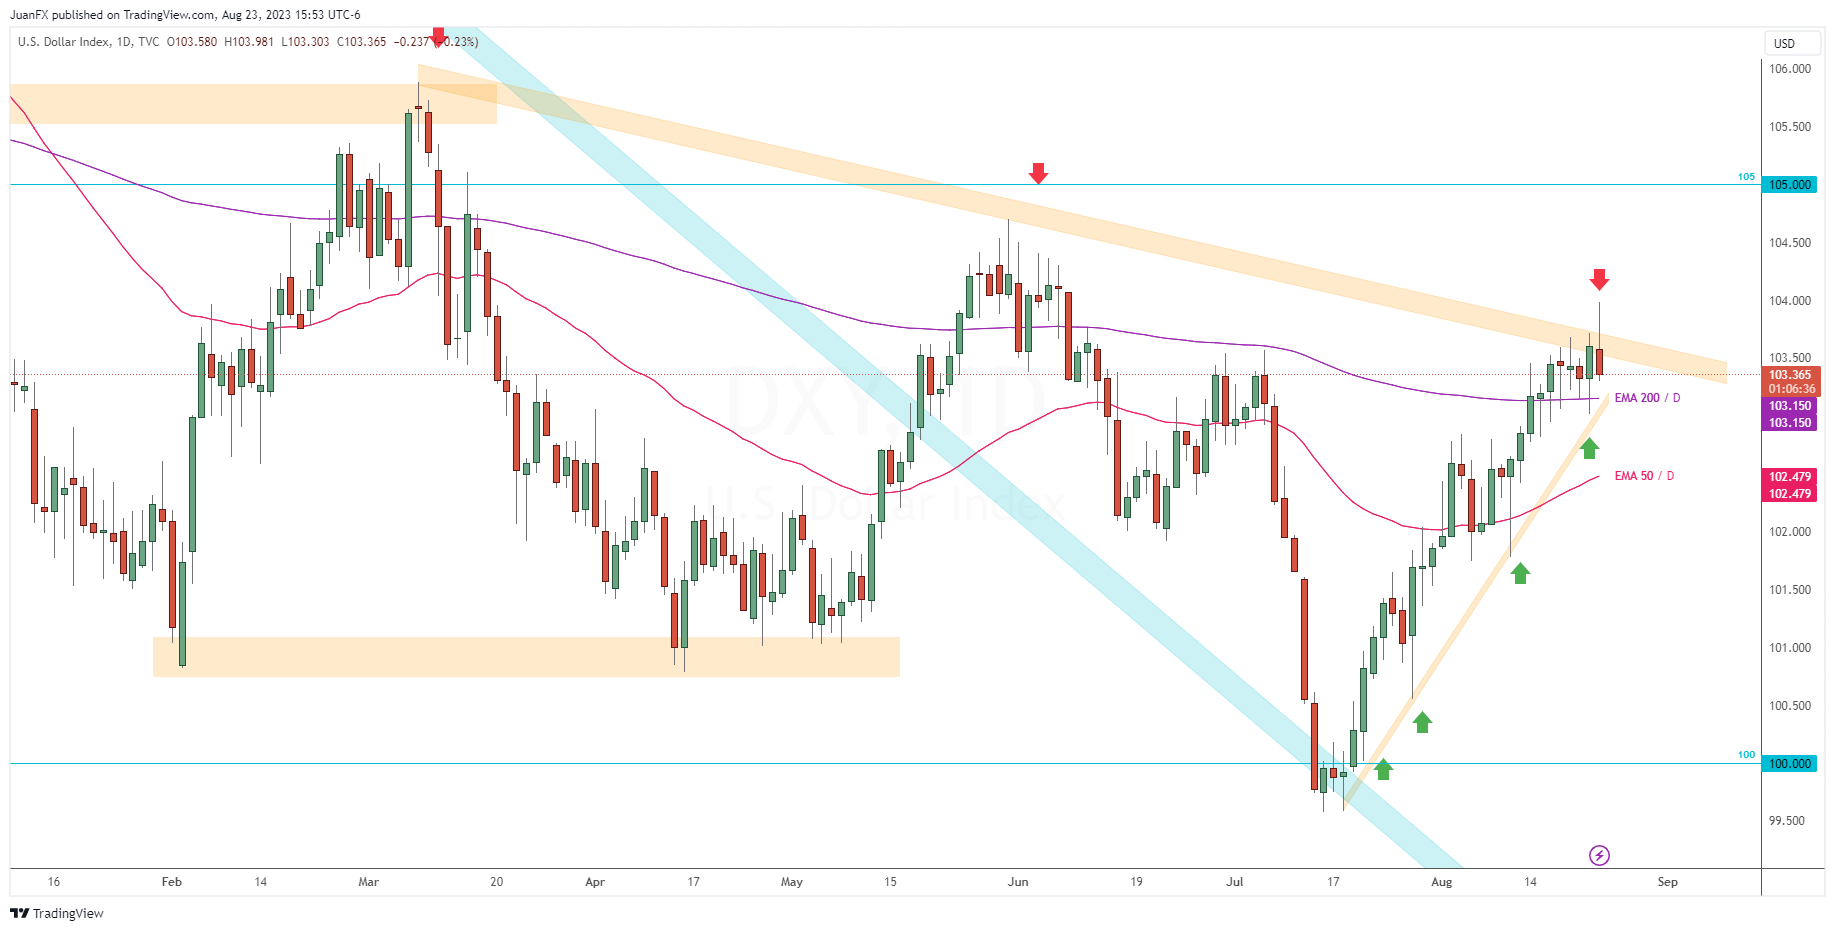 JuanFX published on TradingView.com, Aug 23, 2023 15:53 UTC-6
U.S. Dollar Index, 1D, TVC O103.580 H103.981 L103.303 C103.365 −0.237 (−0.23%)
USD
106.000
105.500
105
105.000
104.500
104.000
103.500
103.365
01:06:36
EMA 200 / D
103.150
103.150
EMA 50 / D
102.479
102.479
102.000
101.500
101.000
100.500
100
100.000
99.500
DXY, 1D
U.S. Dollar Index
16 Feb 14 Mar 20 Apr 17 May 15 Jun 19 Jul 17 Aug 14 Sep
TradingView